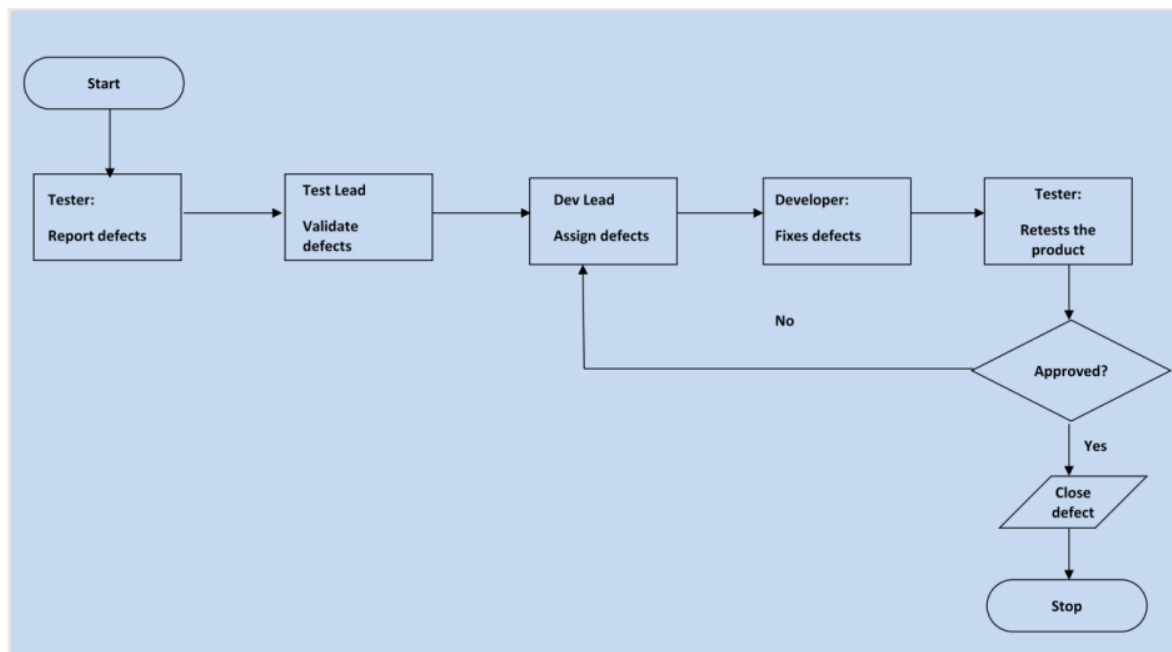 Start
Tester:
Report defects
Test Lead
Validate
defects
Dev Lead
Assign defects
Developer:
Fixes defects
Tester:
Retests the
product
No
Approved?
Yes
Close
defect
Stop